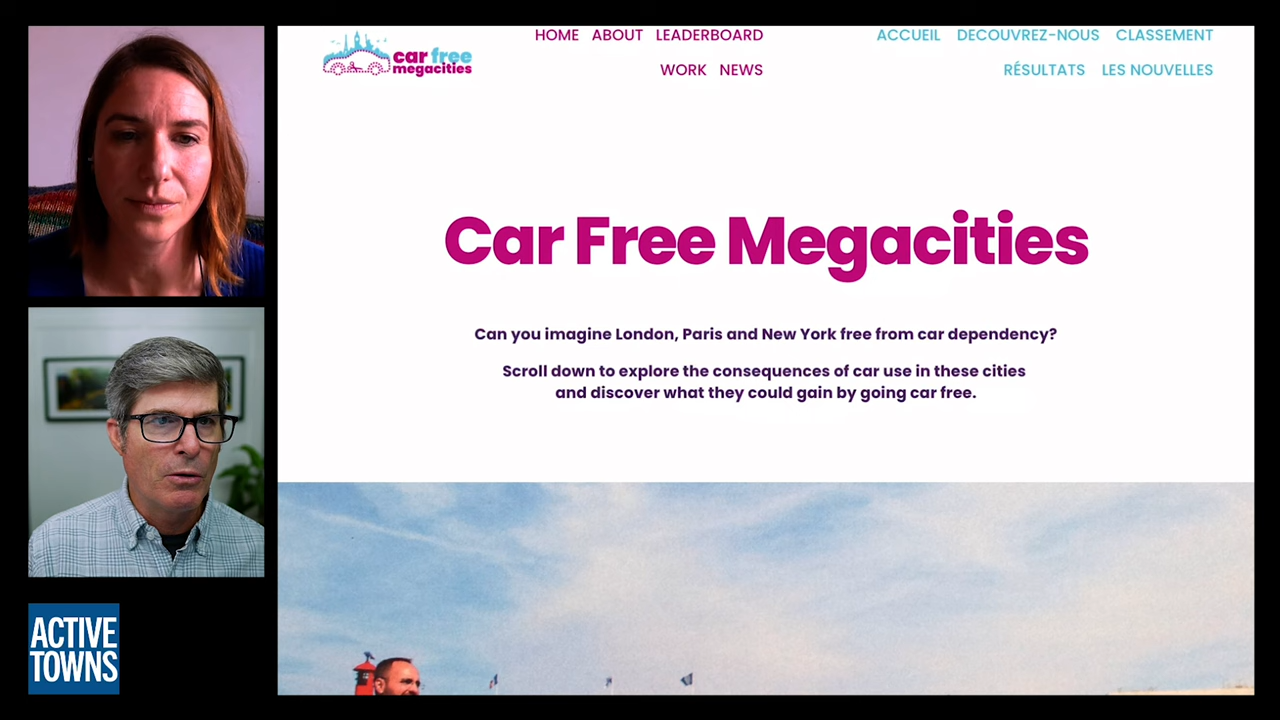 car free
megacities
HOME ABOUT LEADERBOARD
WORK NEWS
ACCUEIL DECOUVREZ-NOUS CLASSEMENT
RÉSULTATS LES NOUVELLES
Car Free Megacities
Can you imagine London, Paris and New York free from car dependency?
Scroll down to explore the consequences of car use in these cities
and discover what they could gain by going car free.
ACTIVE
TOWNS